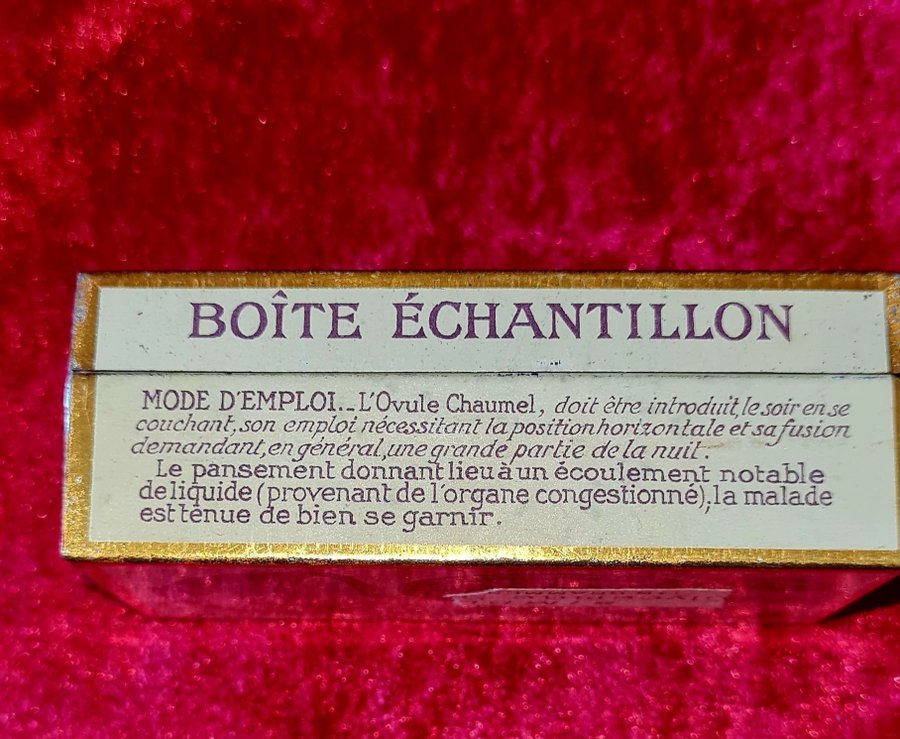 BOÎTE ÉCHANTILLON
MODE D'EMPLOI.. L'Ovule Chaumel, doit être introduit, le soir en se
couchant, son emploi nécessitant la position horizontale et sa fusion
demandant, en général, une grande partie de la nuit.
Le pansement donnant lieu à un écoulement notable
de liquide (provenant de l'organe congestionné), la malade
est tenue de bien se garnir.